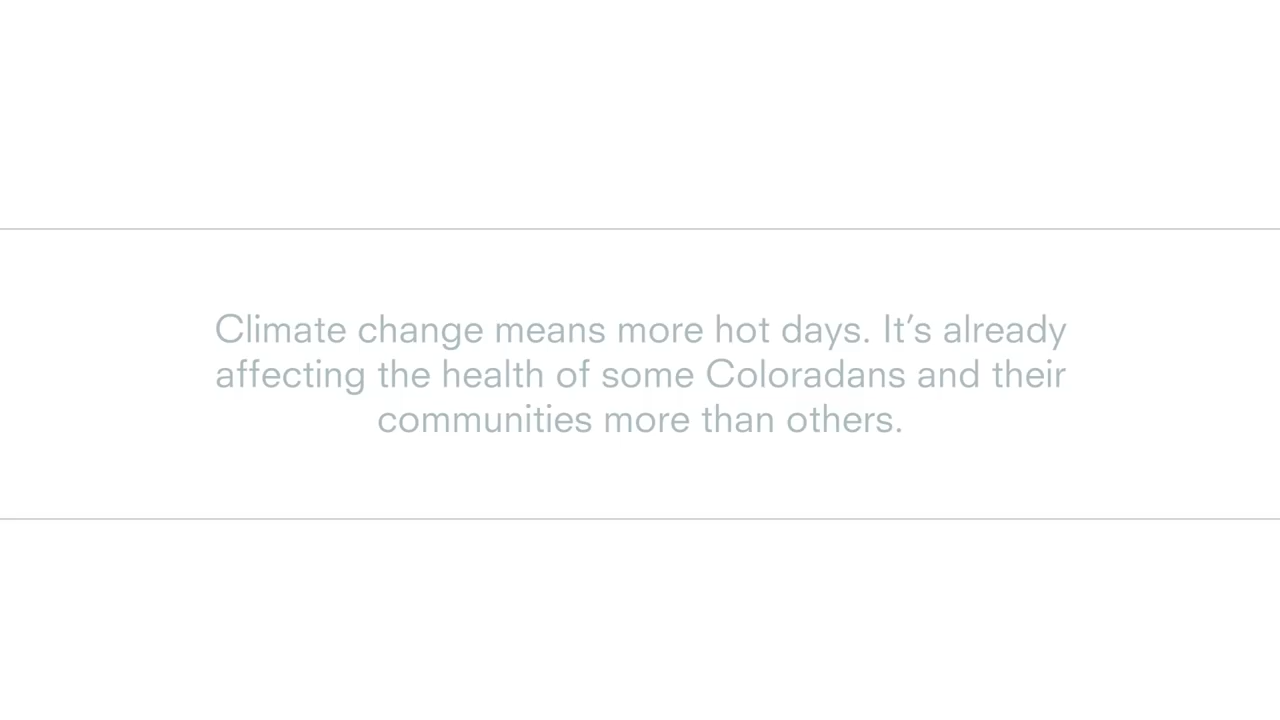 Climate change means more hot days. It’s already
affecting the health of some Coloradans and their
communities more than others.